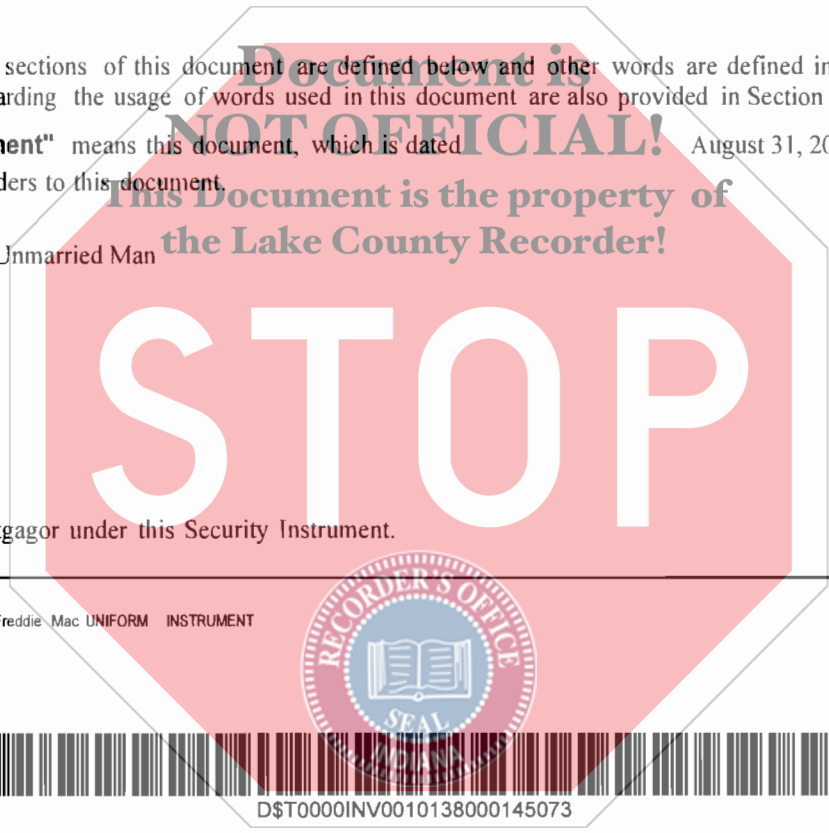 Document is
sections of this document are defined below and other words are defined in
arding the usage of words used in this document are also provided in Section
NOT OFFICIAL!
ent" means this document, which is dated August 31, 20
ders to this document.
This Document is the property of
the Lake County Recorder!
Unmarried Man
STOP
gagor under this Security Instrument.
RECORDER'S OFFICE
SEAL
INDIANA
Freddie Mac UNIFORM INSTRUMENT
D$T0000INV0010138000145073